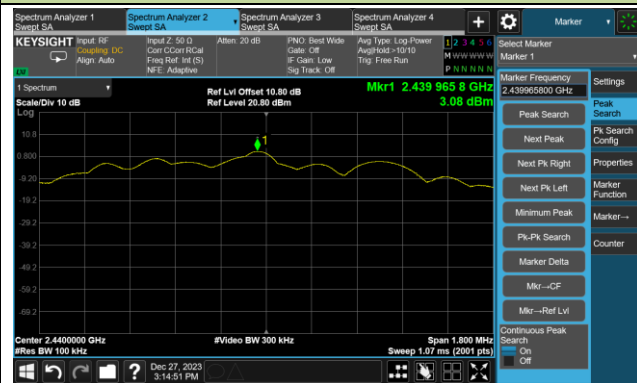 Spectrum Analyzer 1
Swept SA
Spectrum Analyzer 2
Swept SA
Spectrum Analyzer 3
Swept SA
Spectrum Analyzer 4
Swept SA
Marker
KEYSIGHT
Input: RF
Coupling: DC
Align: Auto
Input Z: 50 Ω
Corr CCorr RCal
Freq Ref: Int (S)
NFE: Adaptive
Atten: 20 dB
PNO: Best Wide
Gate: Off
IF Gain: Low
Sig Track: Off
Avg Type: Log-Power
Avg|Hold:>10/10
Trig: Free Run
1 2 3 4 5 6
M W W W W W
P N N N N N
Select Marker
Marker 1
1 Spectrum
Scale/Div 10 dB
Log
Ref Lvl Offset 10.80 dB
Ref Level 20.80 dBm
Mkr1 2.439 965 8 GHz
3.08 dBm
1
10.8
0.800
-9.20
-19.2
-29.2
-39.2
-49.2
-59.2
-69.2
Center 2.4400000 GHz
#Res BW 100 kHz
#Video BW 300 kHz
Span 1.800 MHz
Sweep 1.07 ms (2001 pts)
Marker Frequency
2.439965800 GHz
Peak Search
Next Peak
Next Pk Right
Next Pk Left
Minimum Peak
Pk-Pk Search
Marker Delta
Mkr→CF
Mkr→Ref Lvl
Continuous Peak
Search
On
Off
Settings
Peak
Search
Pk Search
Config
Properties
Marker
Function
Marker→
Counter
Dec 27, 2023
3:14:51 PM